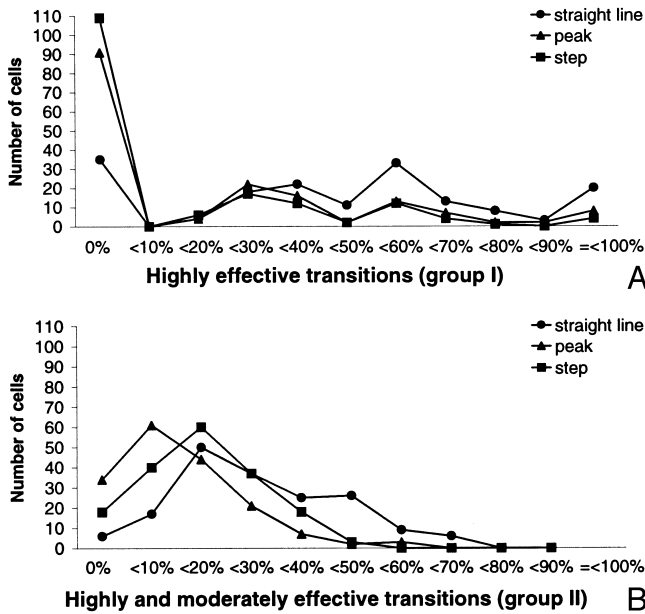 110
100
90
80
70
60
50
40
30
20
10
0
Number of cells
straight line
peak
step
0% <10% <20% <30% <40% <50% <60% <70% <80% <90% =<100%
Highly effective transitions (group I)
A
110
100
90
80
70
60
50
40
30
20
10
0
Number of cells
straight line
peak
step
0% <10% <20% <30% <40% <50% <60% <70% <80% <90% =<100%
Highly and moderately effective transitions (group II)
B